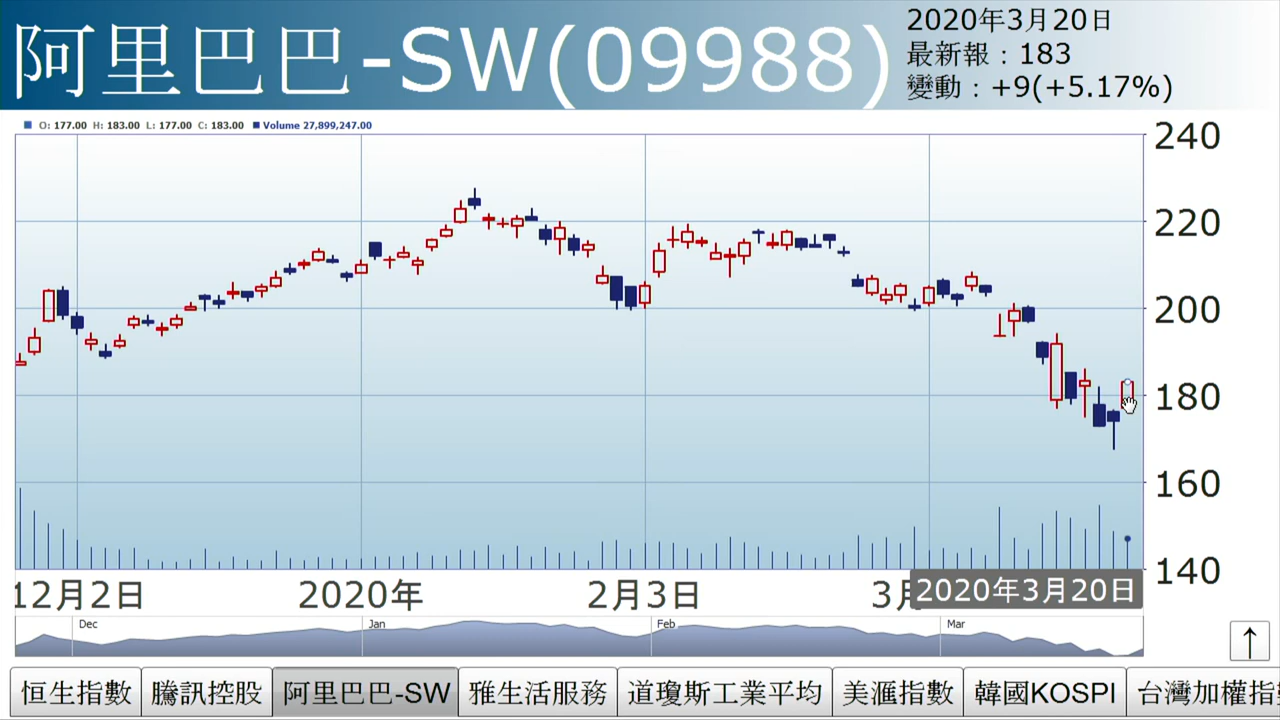 阿里巴巴-SW(09988)
2020年3月20日
最新報：183
變動：+9(+5.17%)
O: 177.00 H: 183.00 L: 177.00 C: 183.00 Volume 27,899,247.00
240
220
200
180
160
140
12月2日 2020年 2月3日 3月 2020年3月20日
Dec Jan Feb Mar
↑
恒生指數 騰訊控股 阿里巴巴-SW 雅生活服務 道瓊斯工業平均 美滙指數 韓國KOSPI 台灣加權指